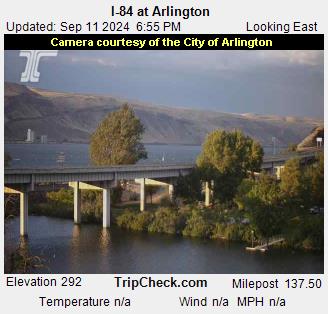 I-84 at Arlington
Updated: Sep 11 2024 6:55 PM Looking East
Camera courtesy of the City of Arlington
Elevation 292 TripCheck.com Milepost 137.50
Temperature n/a Wind n/a MPH n/a